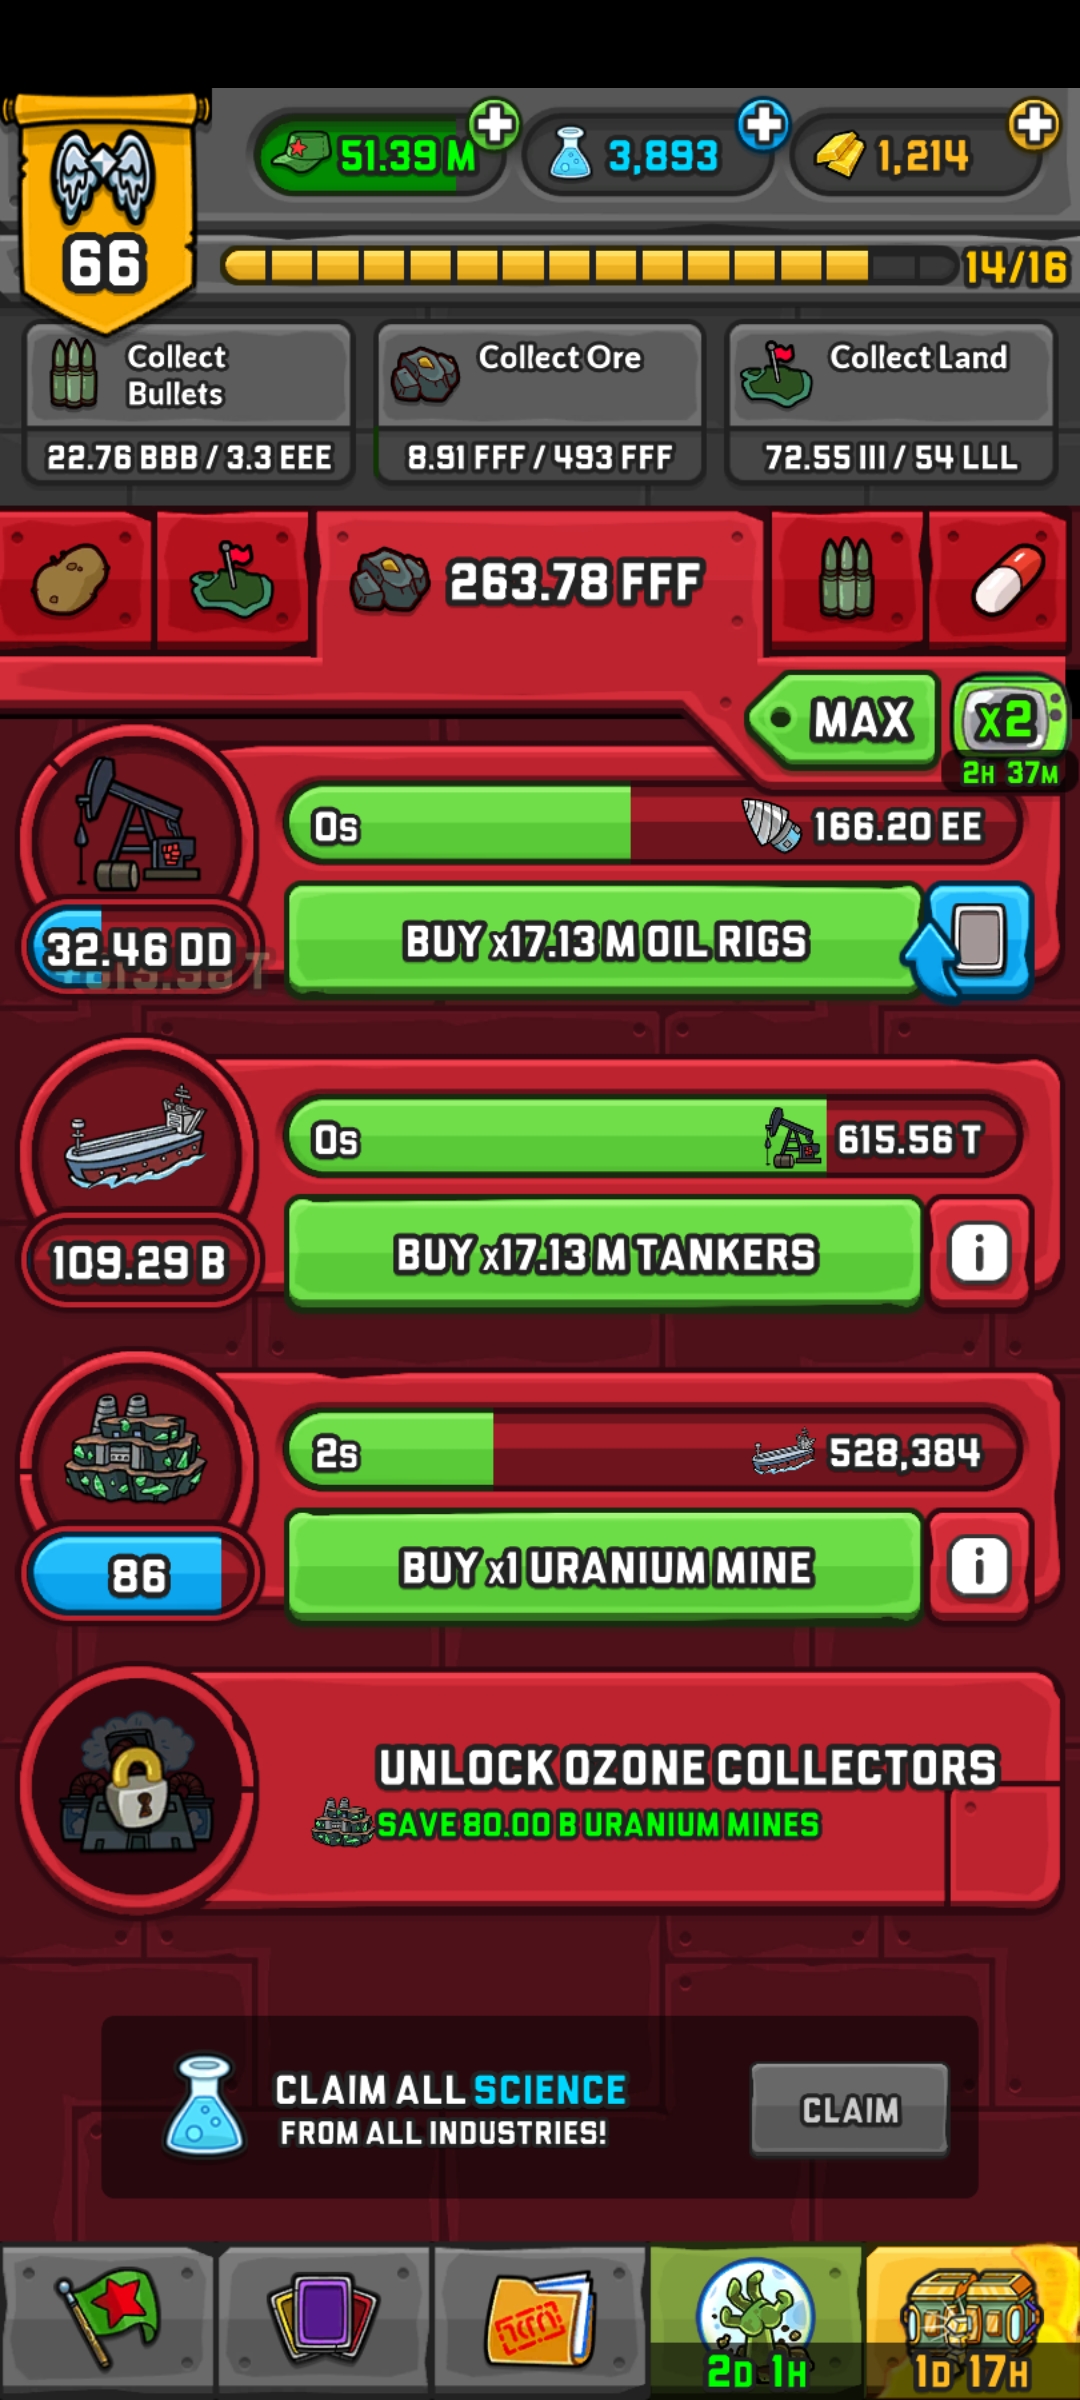 51.39 M
3,893
1,214
66
14/16
Collect
Bullets
22.76 BBB / 3.3 EEE
Collect Ore
8.91 FFF / 493 FFF
Collect Land
72.55 III / 54 LLL
263.78 FFF
MAX
x2
2H 37M
0s
166.20 EE
32.46 DD
BUY x17.13 M OIL RIGS
0s
615.56 T
109.29 B
BUY x17.13 M TANKERS
i
2s
528,384
86
BUY x1 URANIUM MINE
i
UNLOCK OZONE COLLECTORS
SAVE 80.00 B URANIUM MINES
CLAIM ALL SCIENCE
FROM ALL INDUSTRIES!
CLAIM
2D 1H
1D 17H